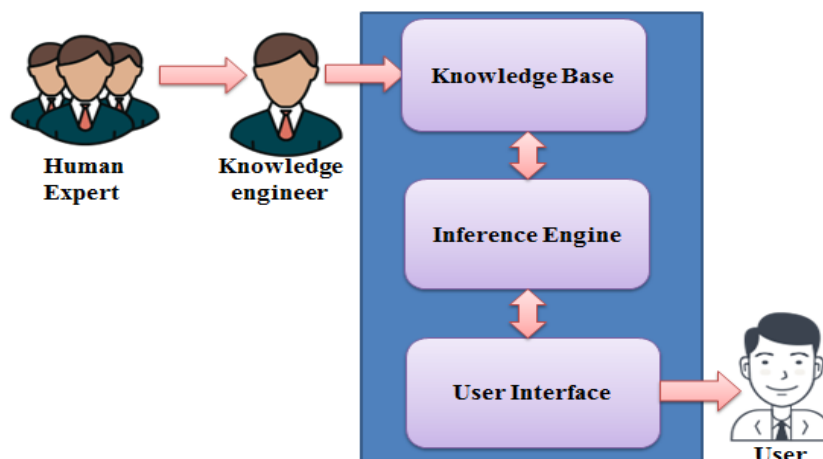 Human
Expert
Knowledge
engineer
Knowledge Base
Inference Engine
User Interface
User